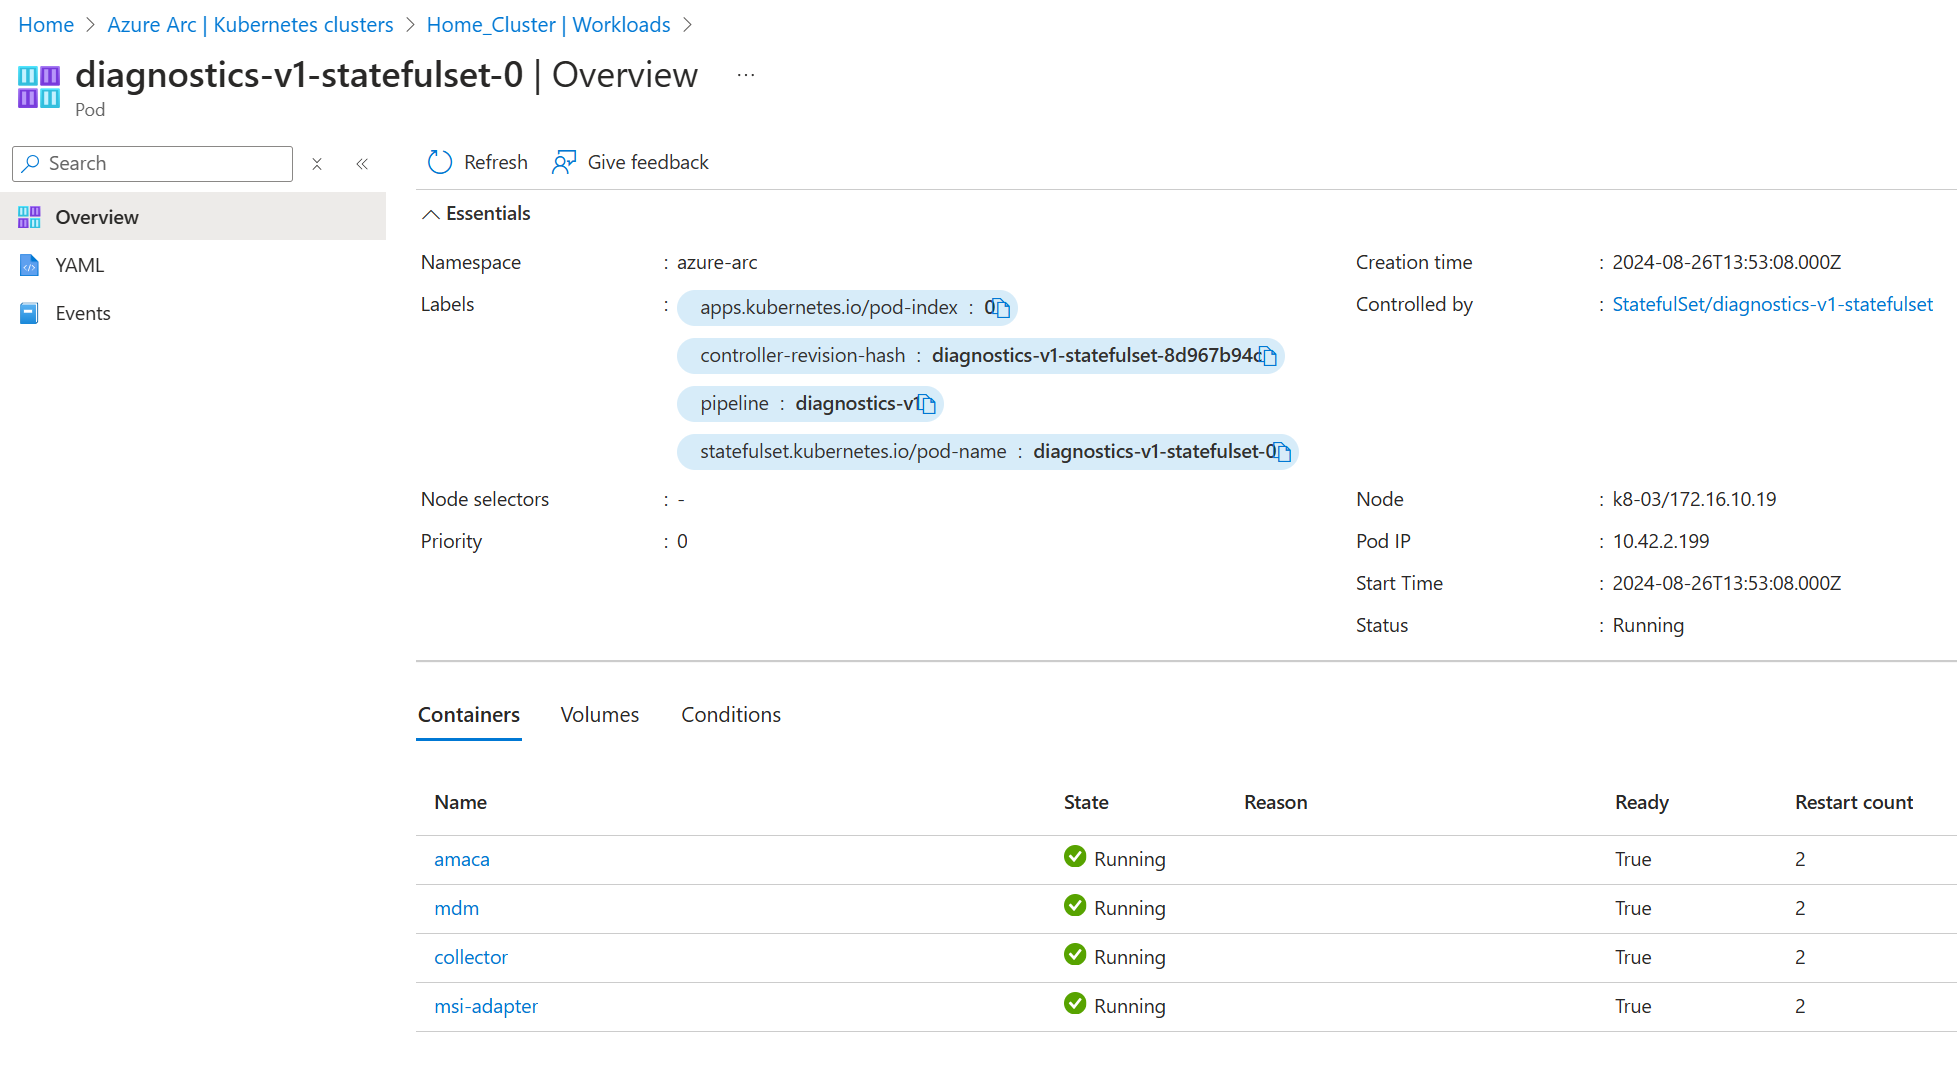 Home > Azure Arc | Kubernetes clusters > Home_Cluster | Workloads >
diagnostics-v1-statefulset-0 | Overview ...
Pod
Search
Overview
YAML
Events
Refresh Give feedback
Essentials
Namespace : azure-arc
Labels : apps.kubernetes.io/pod-index : 0
controller-revision-hash : diagnostics-v1-statefulset-8d967b94c
pipeline : diagnostics-v1
statefulset.kubernetes.io/pod-name : diagnostics-v1-statefulset-0
Node selectors : -
Priority : 0
Creation time : 2024-08-26T13:53:08.000Z
Controlled by : StatefulSet/diagnostics-v1-statefulset
Node : k8-03/172.16.10.19
Pod IP : 10.42.2.199
Start Time : 2024-08-26T13:53:08.000Z
Status : Running
Containers Volumes Conditions
Name State Reason Ready Restart count
amaca Running True 2
mdm Running True 2
collector Running True 2
msi-adapter Running True 2